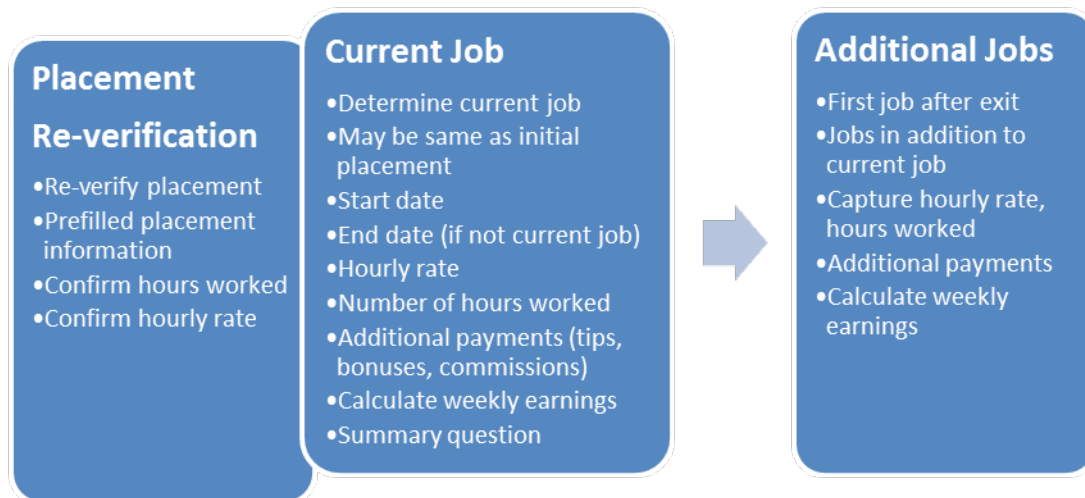 Placement
Re-verification
•Re-verify placement
•Prefilled placement
information
•Confirm hours worked
•Confirm hourly rate
Current Job
•Determine current job
•May be same as initial
placement
•Start date
•End date (if not current job)
•Hourly rate
•Number of hours worked
•Additional payments (tips,
bonuses, commissions)
•Calculate weekly earnings
•Summary question
Additional Jobs
•First job after exit
•Jobs in addition to
current job
•Capture hourly rate,
hours worked
•Additional payments
•Calculate weekly
earnings